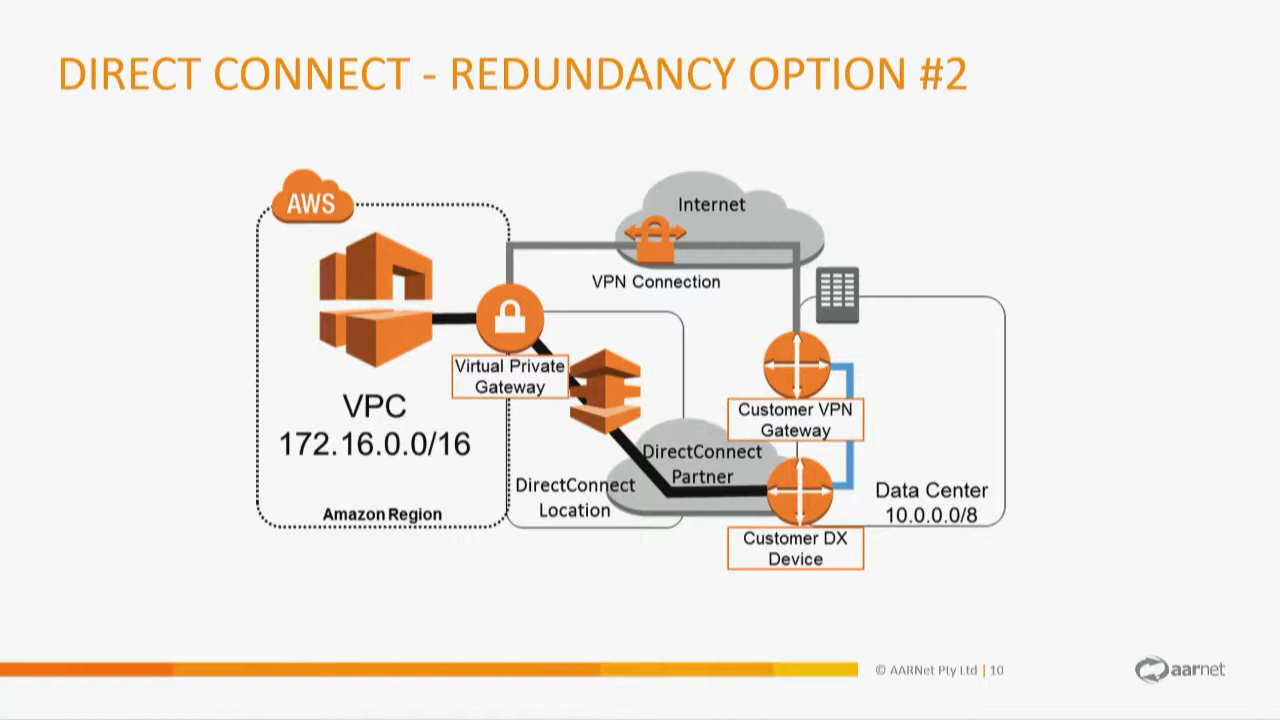 DIRECT CONNECT - REDUNDANCY OPTION #2
AWS
Internet
VPN Connection
Virtual Private
Gateway
VPC
172.16.0.0/16
Amazon Region
DirectConnect
Location
DirectConnect
Partner
Customer VPN
Gateway
Customer DX
Device
Data Center
10.0.0.0/8
© AARNet Pty Ltd | 10
aarnet